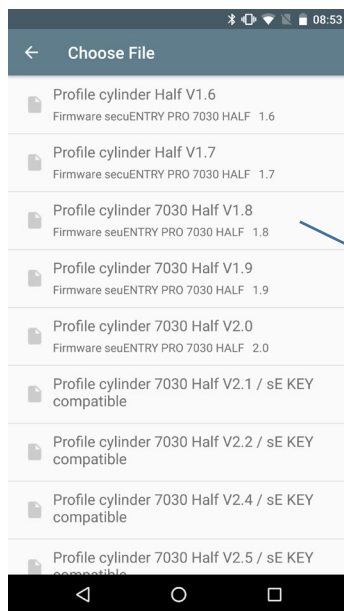 08:53
Choose File
Profile cylinder Half V1.6
Firmware secuENTRY PRO 7030 HALF 1.6
Profile cylinder Half V1.7
Firmware secuENTRY PRO 7030 HALF 1.7
Profile cylinder 7030 Half V1.8
Firmware seuENTRY PRO 7030 HALF 1.8
Profile cylinder 7030 Half V1.9
Firmware seuENTRY PRO 7030 HALF 1.9
Profile cylinder 7030 Half V2.0
Firmware seuENTRY PRO 7030 HALF 2.0
Profile cylinder 7030 Half V2.1 / sE KEY
compatible
Profile cylinder 7030 Half V2.2 / sE KEY
compatible
Profile cylinder 7030 Half V2.4 / sE KEY
compatible
Profile cylinder 7030 Half V2.5 / sE KEY
compatible